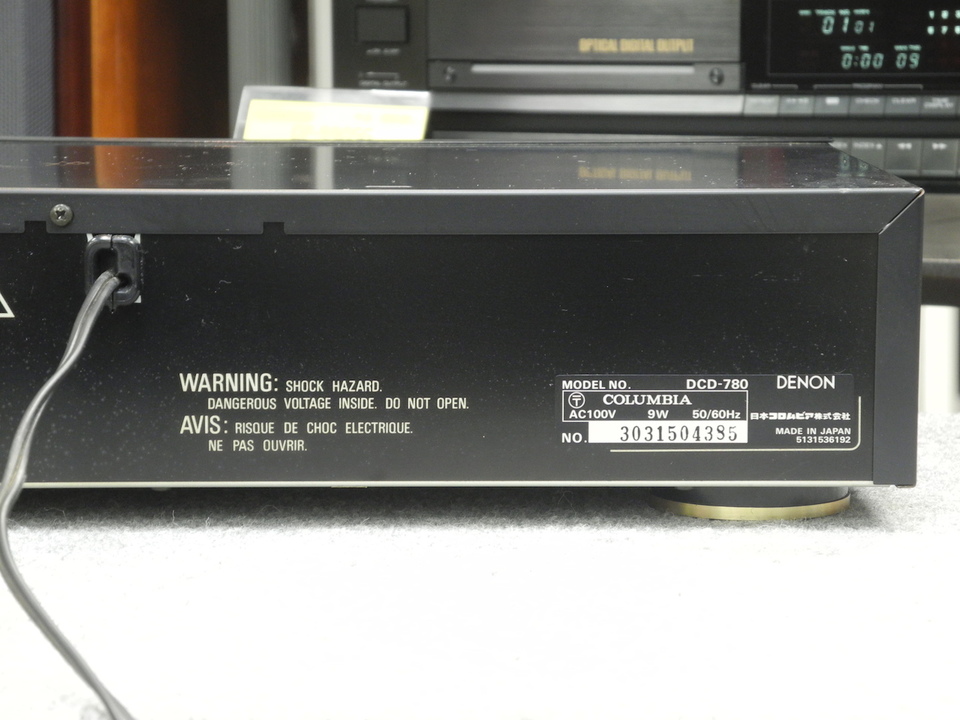 OPTICAL DIGITAL OUTPUT
01 01
0:00 09
WARNING: SHOCK HAZARD.
DANGEROUS VOLTAGE INSIDE. DO NOT OPEN.
AVIS: RISQUE DE CHOC ELECTRIQUE.
NE PAS OUVRIR.
MODEL NO. DCD-780 DENON
COLUMBIA
AC100V 9W 50/60Hz
日本コロムビア株式会社
NO. 3031504385
MADE IN JAPAN
5131536192